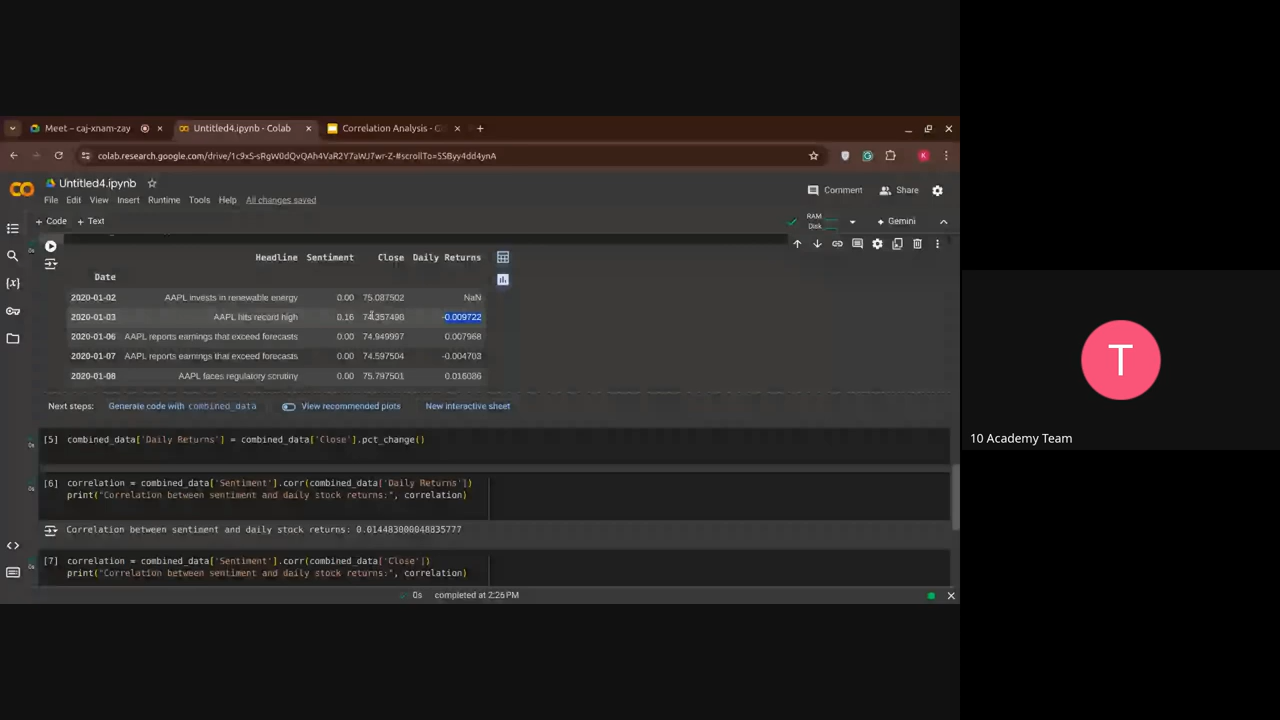 Meet – caj-xnam-zay
Untitled4.ipynb - Colab
Correlation Analysis - G
colab.research.google.com/drive/1c9xS-sRgW0dQvQAh4VaR2Y7aWJ7wr-Z-#scrollTo=5SByy4dd4ynA
K
Untitled4.ipynb
Comment
Share
File Edit View Insert Runtime Tools Help All changes saved
+ Code + Text
RAM
Disk
Gemini
Headline Sentiment Close Daily Returns
Date
2020-01-02 AAPL invests in renewable energy 0.00 75.087502 NaN
2020-01-03 AAPL hits record high 0.16 74.357498 -0.009722
2020-01-06 AAPL reports earnings that exceed forecasts 0.00 74.949997 0.007968
2020-01-07 AAPL reports earnings that exceed forecasts 0.00 74.597504 -0.004703
2020-01-08 AAPL faces regulatory scrutiny 0.00 75.797501 0.016086
Next steps: Generate code with combined_data View recommended plots New interactive sheet
[5] combined_data['Daily Returns'] = combined_data['Close'].pct_change()
[6] correlation = combined_data['Sentiment'].corr(combined_data['Daily Returns'])
print("Correlation between sentiment and daily stock returns:", correlation)
Correlation between sentiment and daily stock returns: 0.014483000048835777
[7] correlation = combined_data['Sentiment'].corr(combined_data['Close'])
print("Correlation between sentiment and daily stock returns:", correlation)
0s completed at 2:26 PM
T
10 Academy Team